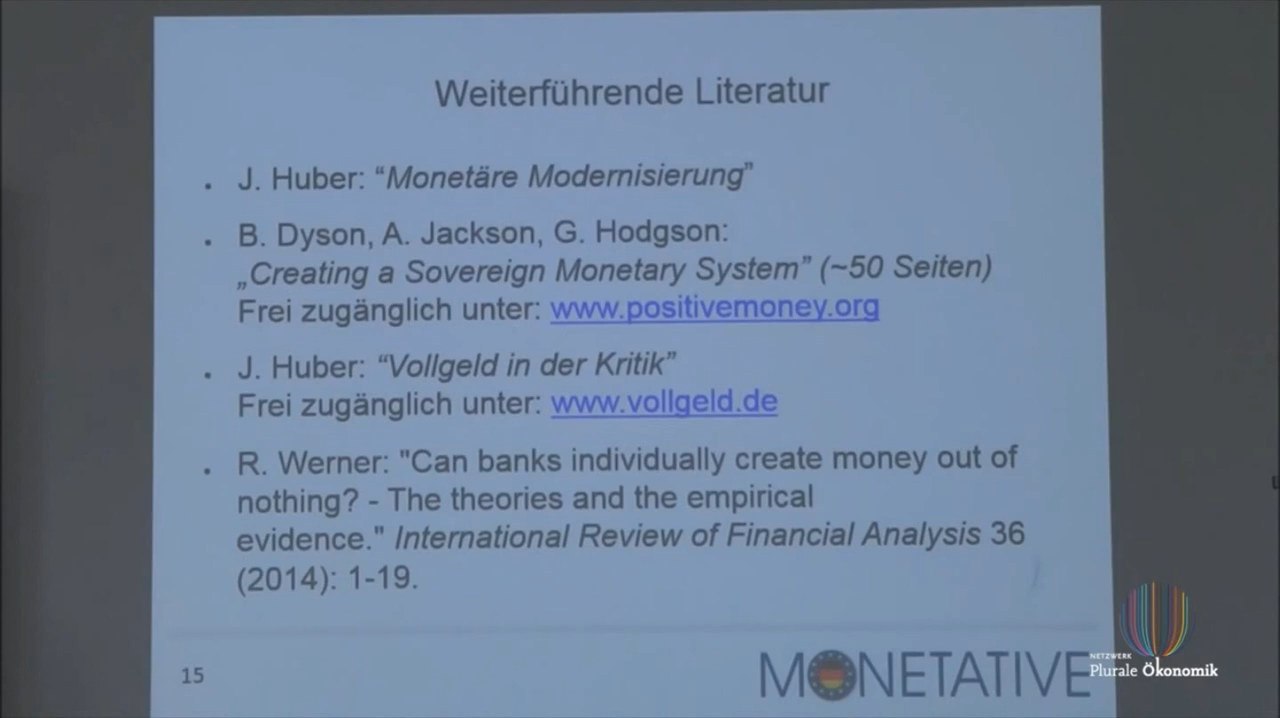 Weiterführende Literatur
. J. Huber: “Monetäre Modernisierung”
. B. Dyson, A. Jackson, G. Hodgson:
„Creating a Sovereign Monetary System” (~50 Seiten)
Frei zugänglich unter: www.positivemoney.org
. J. Huber: “Vollgeld in der Kritik”
Frei zugänglich unter: www.vollgeld.de
. R. Werner: "Can banks individually create money out of
nothing? - The theories and the empirical
evidence." International Review of Financial Analysis 36
(2014): 1-19.
15
MONETATIVE
NETZWERK
Plurale Ökonomik